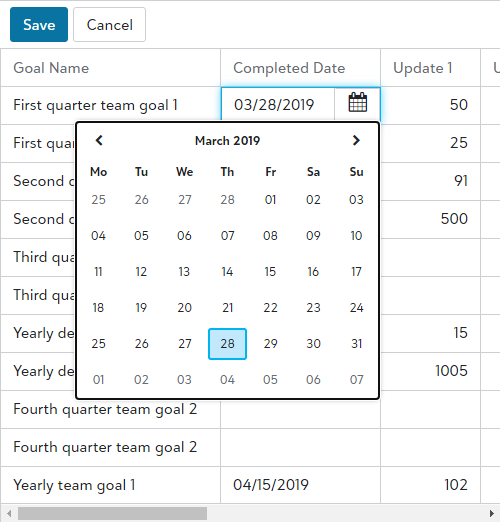 Save Cancel
Goal Name Completed Date Update 1 U
First quarter team goal 1 03/28/2019 50
First qua 25
March 2019
Mo Tu We Th Fr Sa Su
Second 91
25 26 27 28 01 02 03
Second 500
04 05 06 07 08 09 10
Third qua
11 12 13 14 15 16 17
Third qua
18 19 20 21 22 23 24
Yearly de 15
25 26 27 28 29 30 31
Yearly de 1005
01 02 03 04 05 06 07
Fourth quarter team goal 2
Fourth quarter team goal 2
Yearly team goal 1 04/15/2019 102